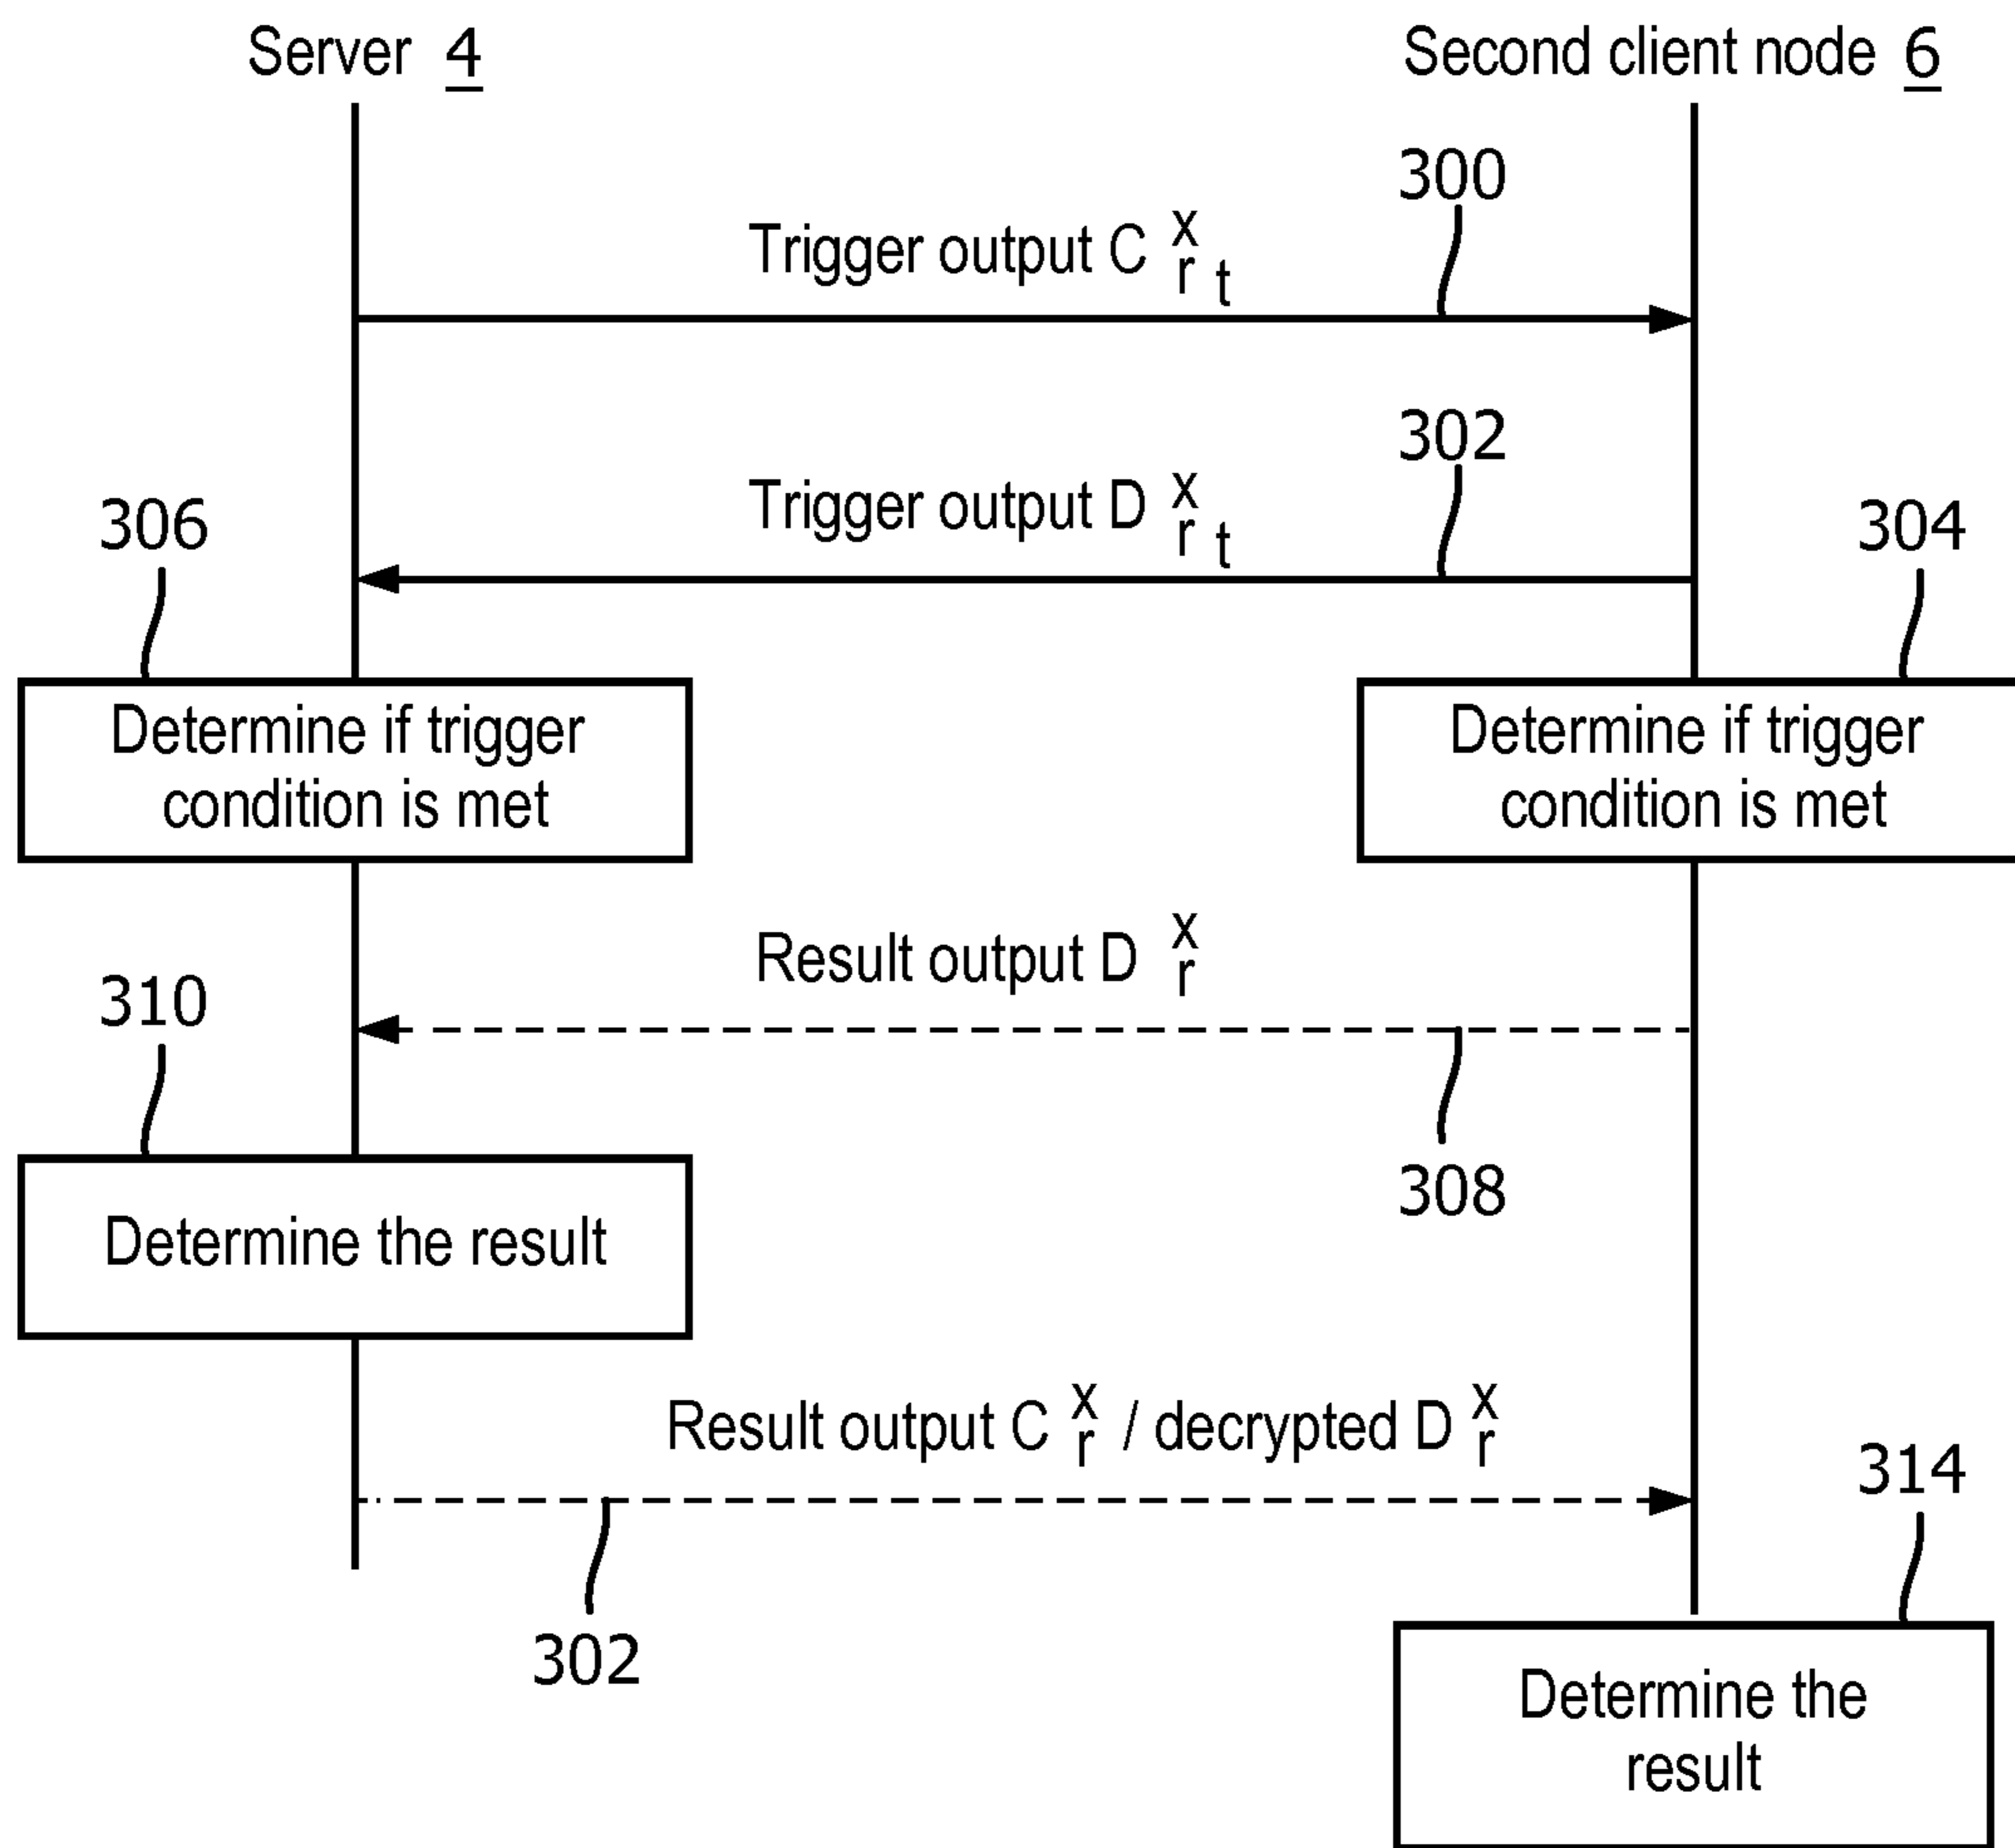 Server 4
Second client node 6
300
Trigger output C x r t
302
Trigger output D x r t
306
304
Determine if trigger
condition is met
Determine if trigger
condition is met
Result output D x r
310
308
Determine the result
Result output C x r / decrypted D x r
314
302
Determine the
result